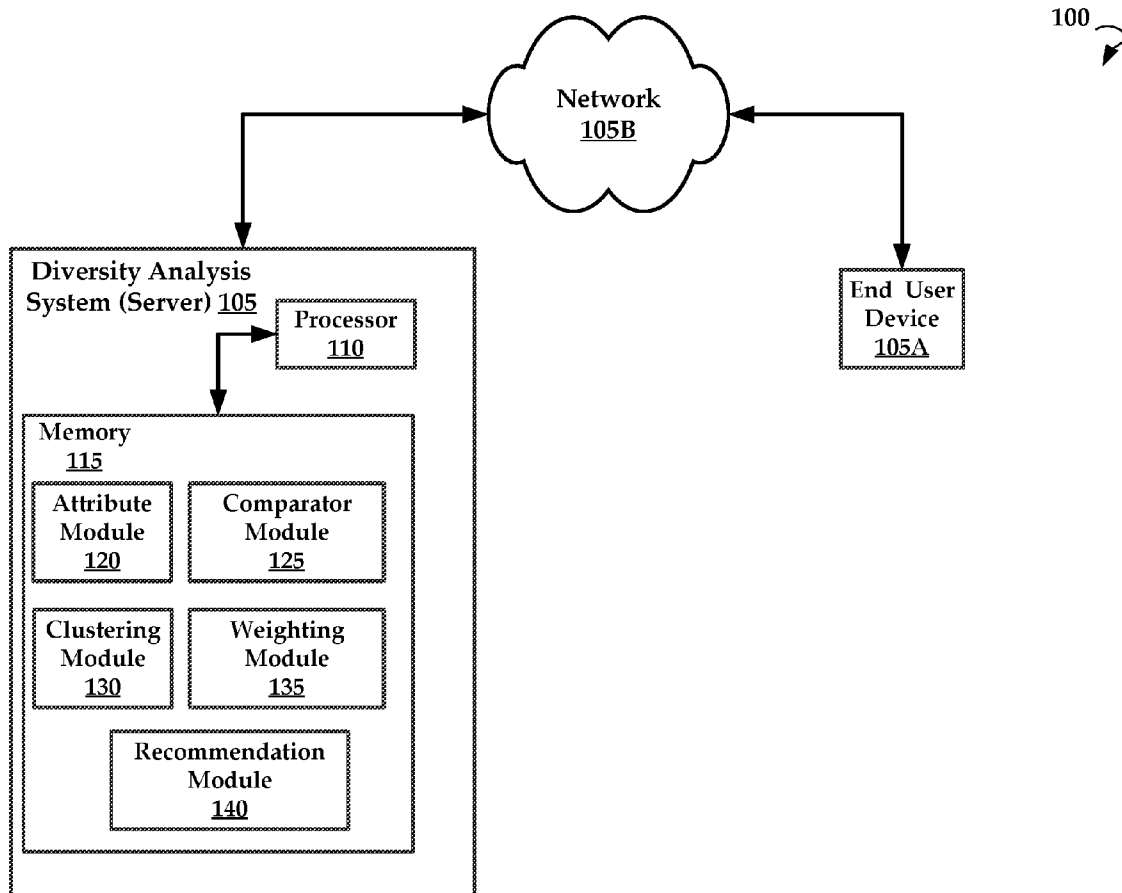 100
Network
105B
Diversity Analysis
System (Server) 105
Processor
110
End User
Device
105A
Memory
115
Attribute
Module
120
Comparator
Module
125
Clustering
Module
130
Weighting
Module
135
Recommendation
Module
140